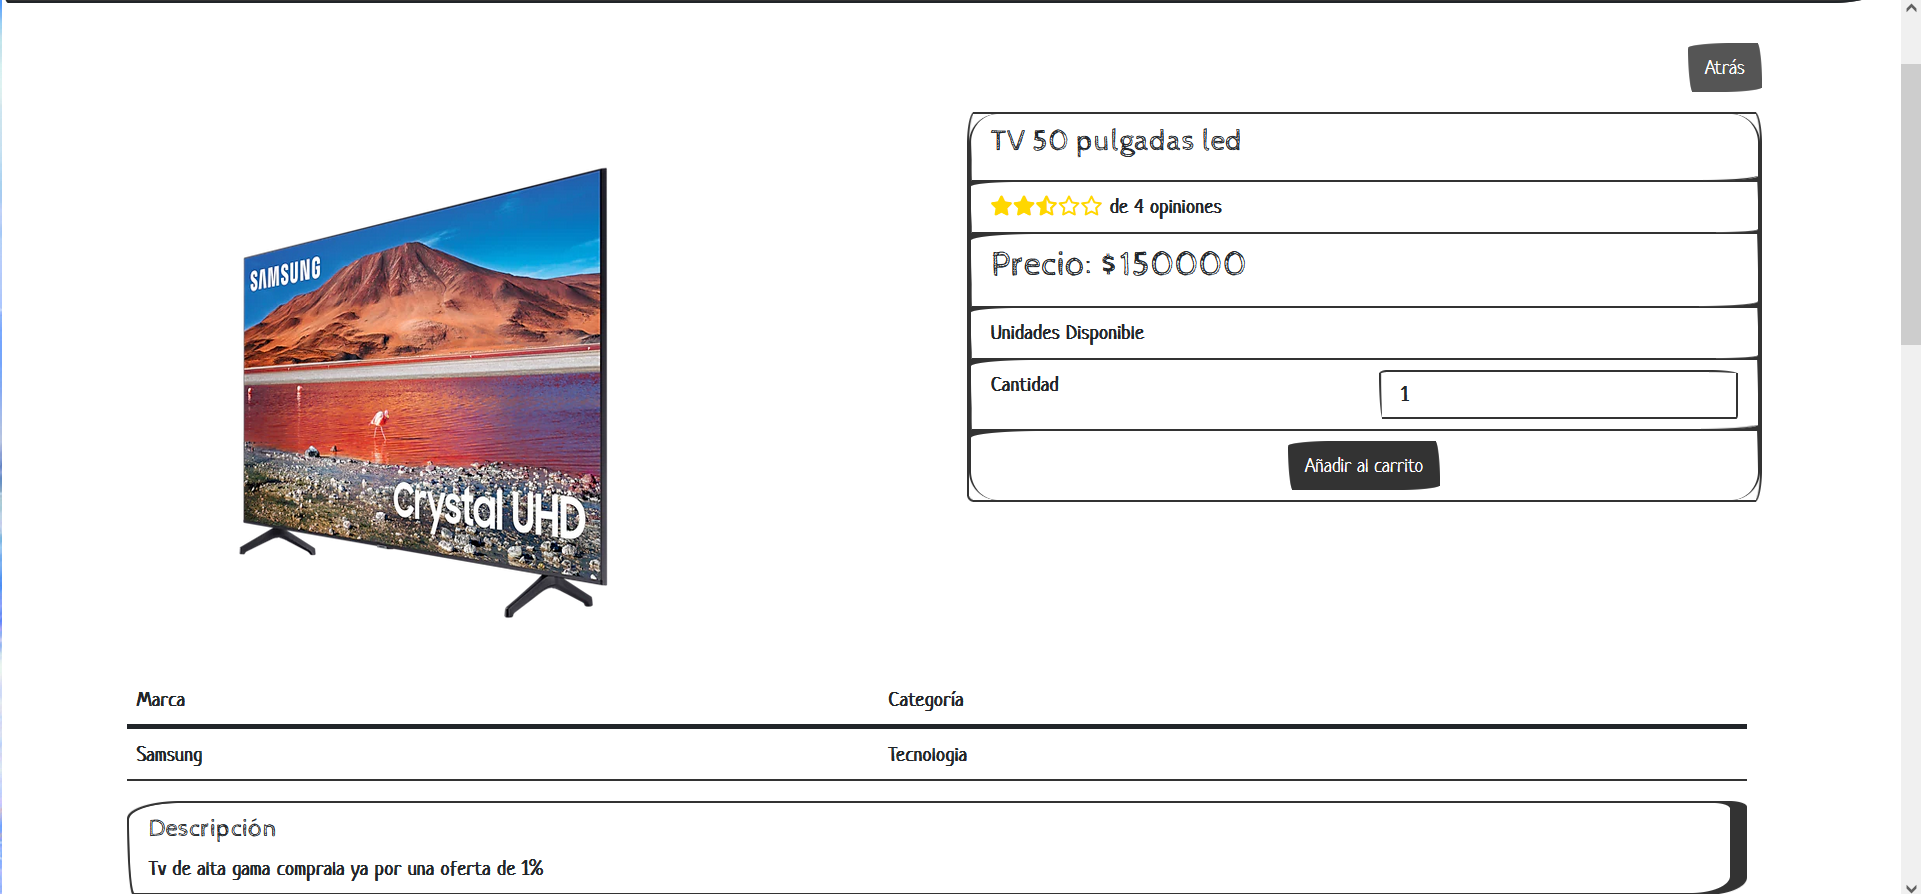 Atrás
TV 50 pulgadas led
de 4 opiniones
Precio: $150000
Unidades Disponible
Cantidad
1
Añadir al carrito
SAMSUNG
Crystal UHD
Marca
Categoría
Samsung
Tecnologia
Descripción
Tv de alta gama comprala ya por una oferta de 1%